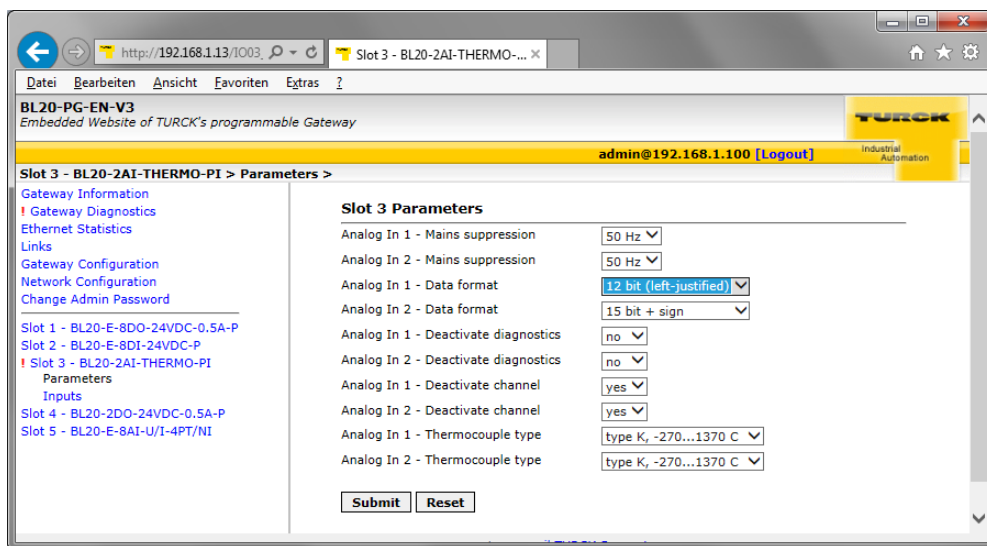 http://192.168.1.13/IO03_
Slot 3 - BL20-2AI-THERMO-...
Datei Bearbeiten Ansicht Favoriten Extras ?
BL20-PG-EN-V3
Embedded Website of TURCK's programmable Gateway
TURCK
Industrial
Automation
admin@192.168.1.100 [Logout]
Slot 3 - BL20-2AI-THERMO-PI > Parameters >
Gateway Information
! Gateway Diagnostics
Ethernet Statistics
Links
Gateway Configuration
Network Configuration
Change Admin Password
Slot 1 - BL20-E-8DO-24VDC-0.5A-P
Slot 2 - BL20-E-8DI-24VDC-P
! Slot 3 - BL20-2AI-THERMO-PI
Parameters
Inputs
Slot 4 - BL20-2DO-24VDC-0.5A-P
Slot 5 - BL20-E-8AI-U/I-4PT/NI
Slot 3 Parameters
Analog In 1 - Mains suppression 50 Hz
Analog In 2 - Mains suppression 50 Hz
Analog In 1 - Data format 12 bit (left-justified)
Analog In 2 - Data format 15 bit + sign
Analog In 1 - Deactivate diagnostics no
Analog In 2 - Deactivate diagnostics no
Analog In 1 - Deactivate channel yes
Analog In 2 - Deactivate channel yes
Analog In 1 - Thermocouple type type K, -270...1370 C
Analog In 2 - Thermocouple type type K, -270...1370 C
Submit Reset